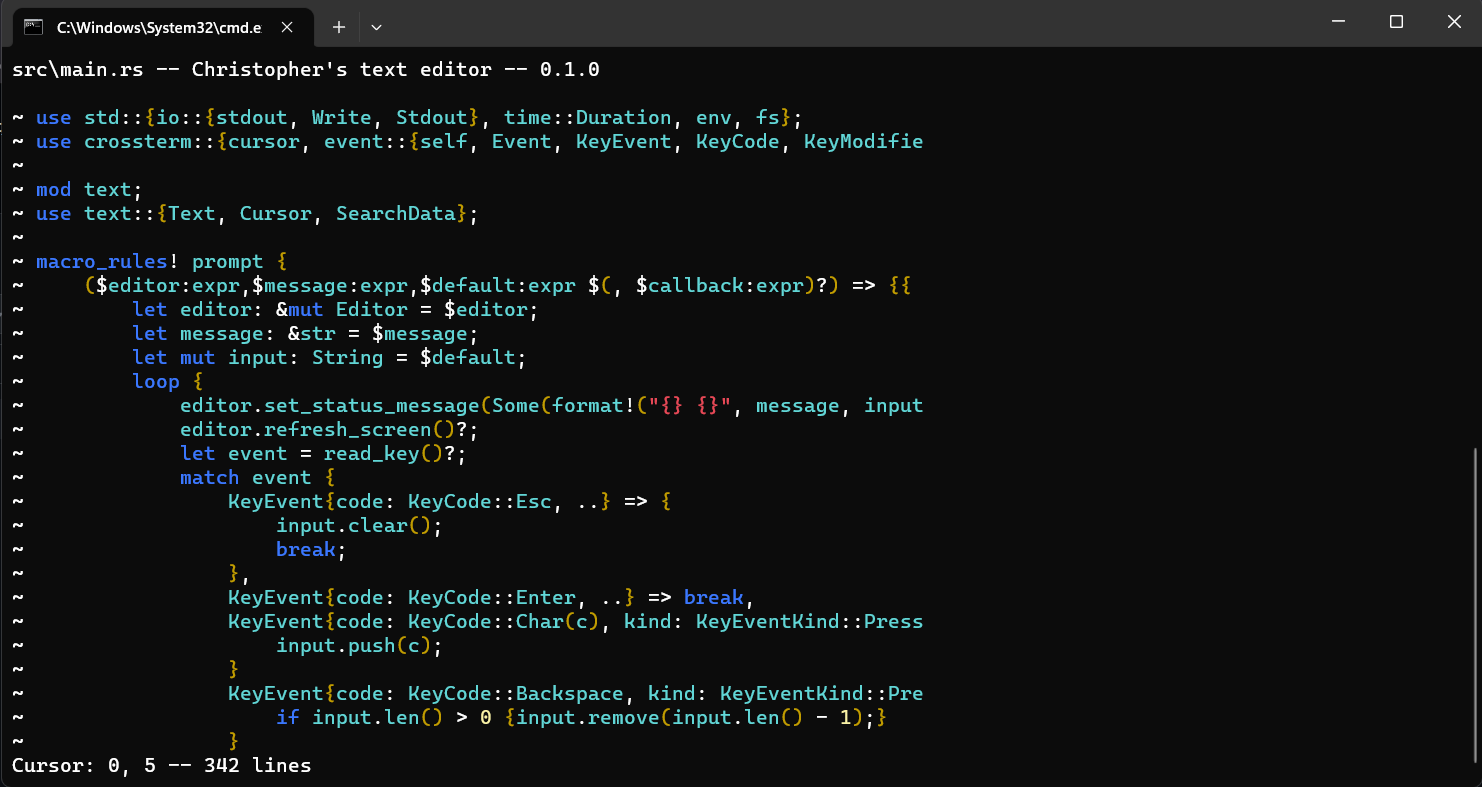 C:\Windows\System32\cmd.e
src\main.rs -- Christopher's text editor -- 0.1.0
~ use std::{io::{stdout, Write, Stdout}, time::Duration, env, fs};
~ use crossterm::{cursor, event::{self, Event, KeyEvent, KeyCode, KeyModifie
~
~ mod text;
~ use text::{Text, Cursor, SearchData};
~
~ macro_rules! prompt {
~     ($editor:expr,$message:expr,$default:expr $(, $callback:expr)?) => {{
~         let editor: &mut Editor = $editor;
~         let message: &str = $message;
~         let mut input: String = $default;
~         loop {
~             editor.set_status_message(Some(format!("{} {}", message, input
~             editor.refresh_screen()?;
~             let event = read_key()?;
~             match event {
~                 KeyEvent{code: KeyCode::Esc, ..} => {
~                     input.clear();
~                     break;
~                 },
~                 KeyEvent{code: KeyCode::Enter, ..} => break,
~                 KeyEvent{code: KeyCode::Char(c), kind: KeyEventKind::Press
~                     input.push(c);
~                 }
~                 KeyEvent{code: KeyCode::Backspace, kind: KeyEventKind::Pre
~                     if input.len() > 0 {input.remove(input.len() - 1);}
~                 }
Cursor: 0, 5 -- 342 lines